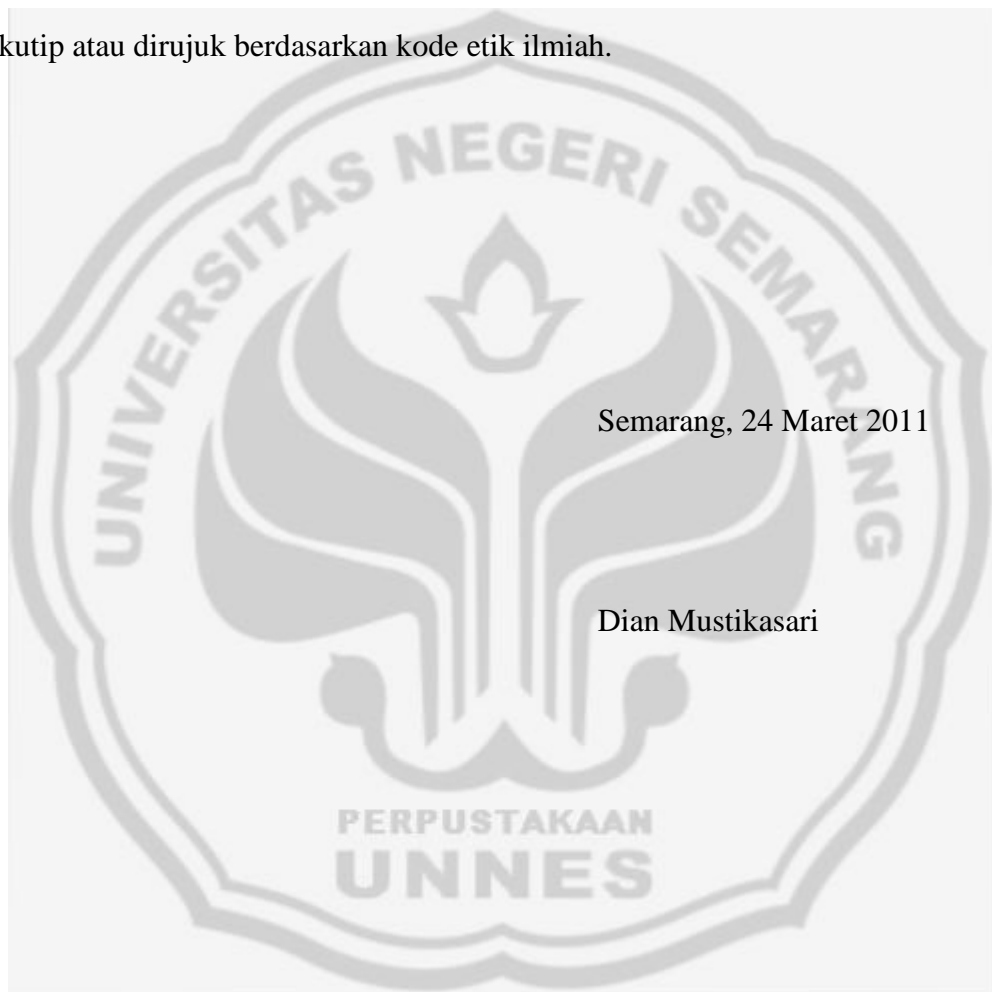 kutip atau dirujuk berdasarkan kode etik ilmiah.
UNIVERSITAS NEGERI SEMARANG
Semarang, 24 Maret 2011
Dian Mustikasari
PERPUSTAKAAN
UNNES